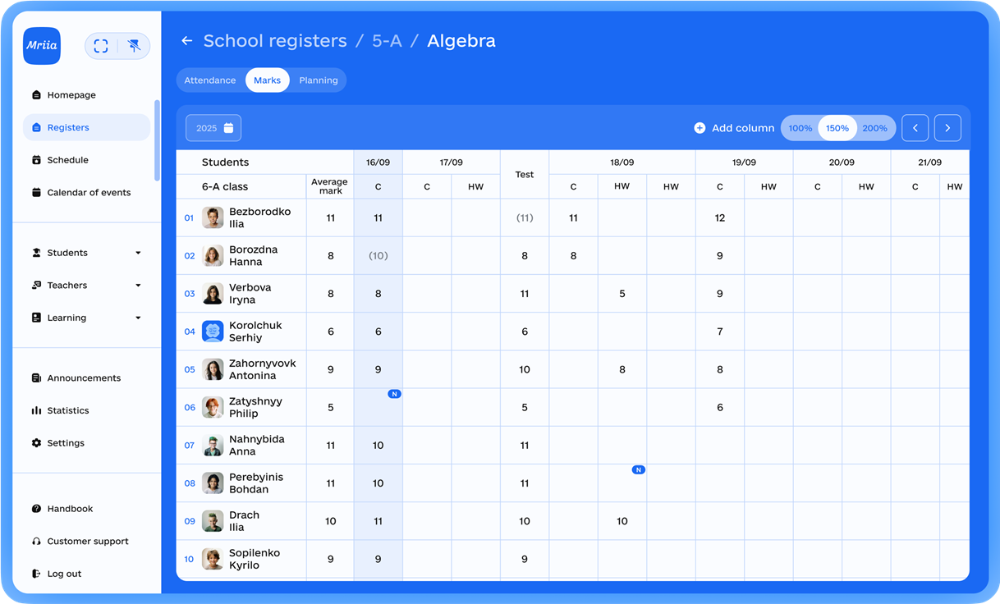 Mriia
Homepage
Registers
Schedule
Calendar of events
Students
Teachers
Learning
Announcements
Statistics
Settings
Handbook
Customer support
Log out
School registers / 5-A / Algebra
Attendance Marks Planning
2025 Add column 100% 150% 200%
Students 16/09 17/09 Test 18/09 19/09 20/09 21/09
6-A class Average mark C C HW C HW HW C HW C HW C HW
01 Bezborodko Ilia 11 11 (11) 11 12
02 Borozdna Hanna 8 (10) 8 8 9
03 Verbova Iryna 8 8 11 5 9
04 Korolchuk Serhiy 6 6 6 7
05 Zahornyvovk Antonina 9 9 10 8 8
06 Zatyshnyy Philip 5 N 5 6
07 Nahnybida Anna 11 10 11
08 Perebyinis Bohdan 11 10 11 N
09 Drach Ilia 10 11 10 10
10 Sopilenko Kyrilo 9 9 9